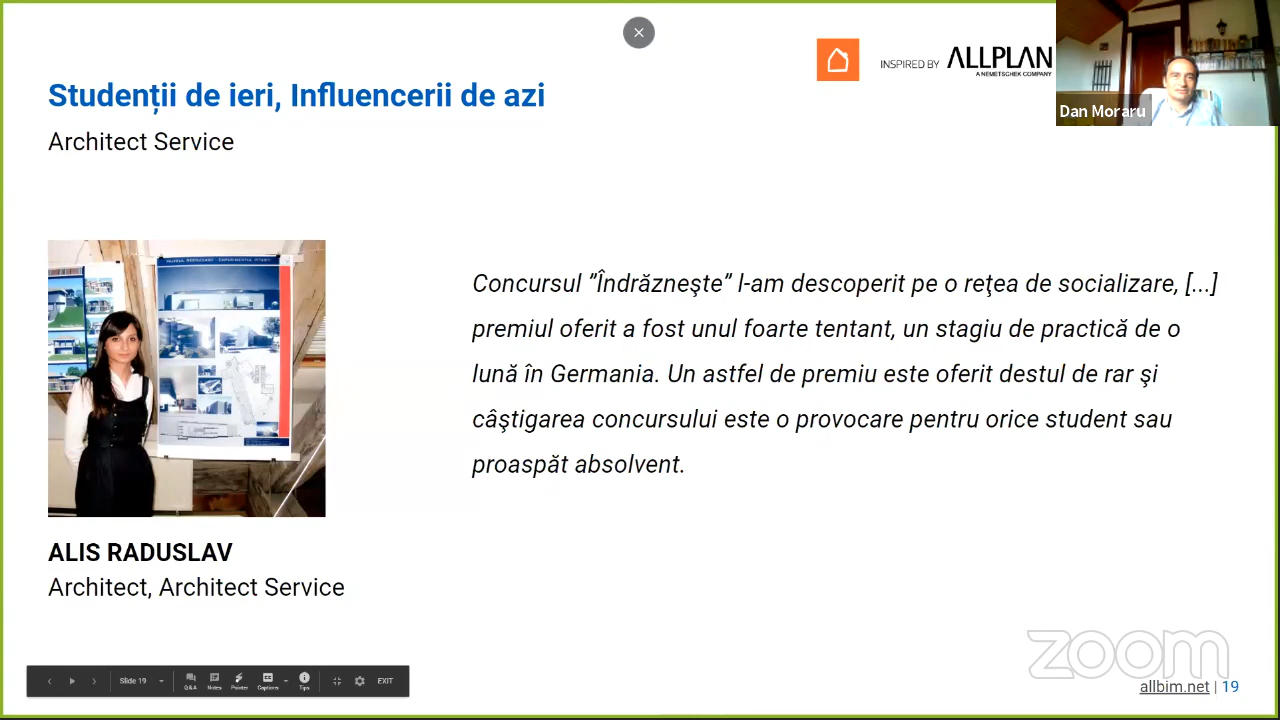 INSPIRED BY ALLPLAN
A NEMETSCHEK COMPANY
Dan Moraru
Studenții de ieri, Influencerii de azi
Architect Service
Concursul ”Îndrăzneşte” l-am descoperit pe o reţea de socializare, [...]
premiul oferit a fost unul foarte tentant, un stagiu de practică de o
lună în Germania. Un astfel de premiu este oferit destul de rar şi
câştigarea concursului este o provocare pentru orice student sau
proaspăt absolvent.
ALIS RADUSLAV
Architect, Architect Service
zoom
Slide 19
Q&A Notes Pointer Captions Tips
EXIT
allbim.net | 19